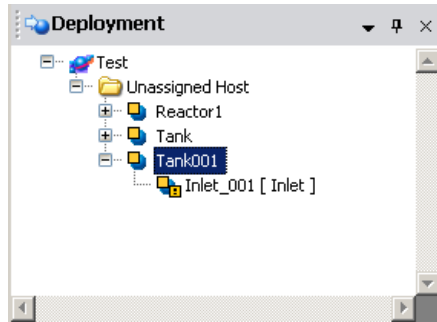 Deployment
Test
Unassigned Host
Reactor1
Tank
Tank001
Inlet_001 [ Inlet ]